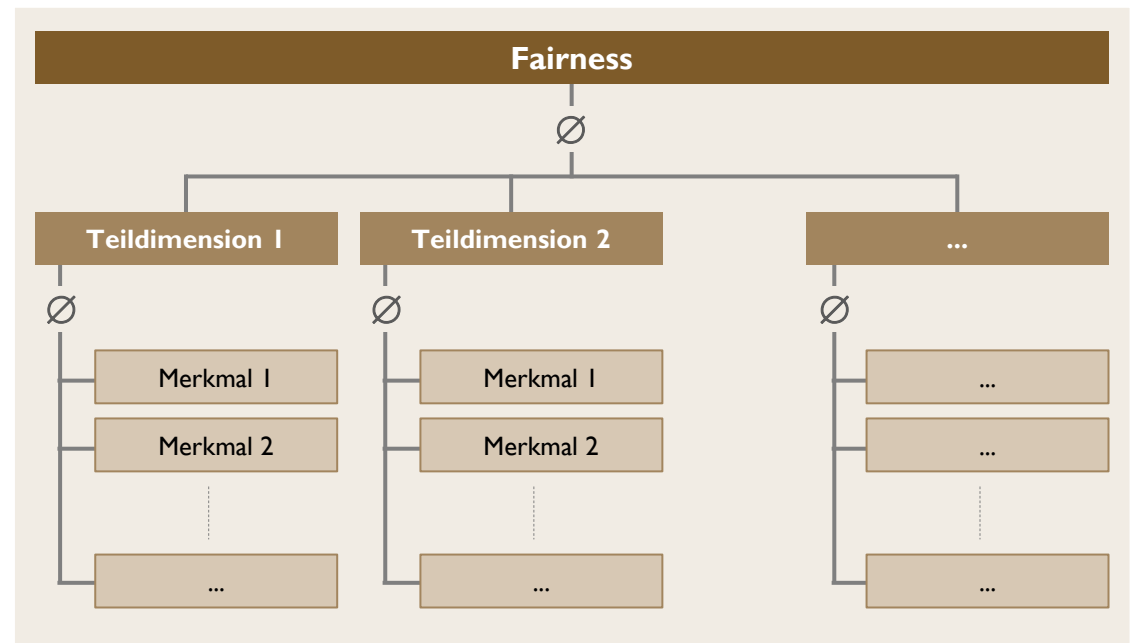 Fairness
∅
Teildimension 1
Teildimension 2
...
∅
∅
∅
Merkmal 1
Merkmal 1
...
Merkmal 2
Merkmal 2
...
...
...
...